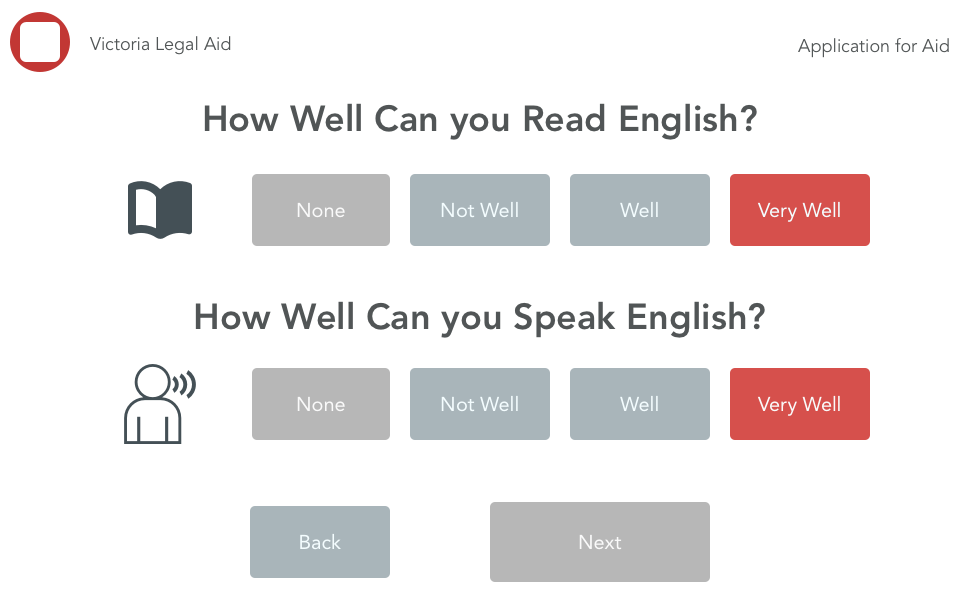 Victoria Legal Aid
Application for Aid
How Well Can you Read English?
None
Not Well
Well
Very Well
How Well Can you Speak English?
None
Not Well
Well
Very Well
Back
Next